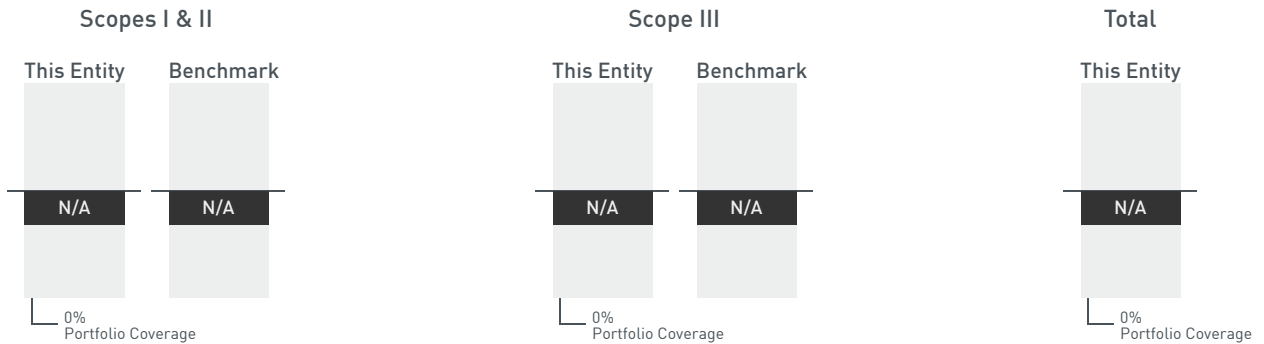 Scopes I & II
Scope III
Total
This Entity
Benchmark
This Entity
Benchmark
This Entity
N/A
N/A
N/A
N/A
N/A
0%
Portfolio Coverage
0%
Portfolio Coverage
0%
Portfolio Coverage